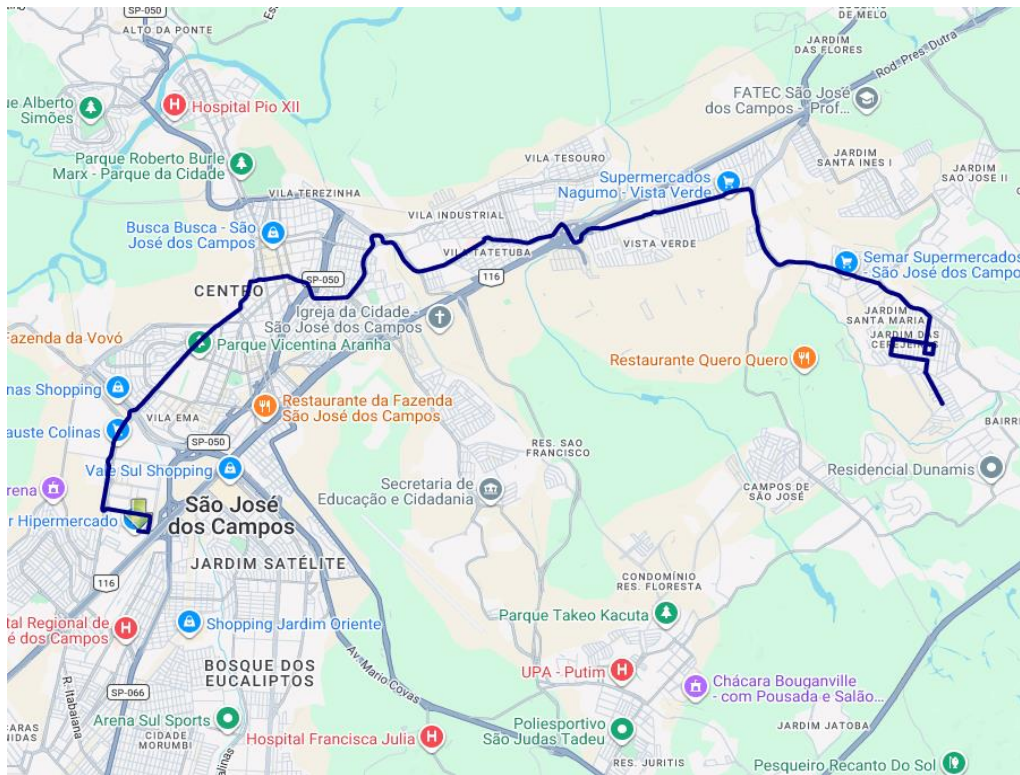 SP-050
ALTO DA PONTE
DE MELO
JARDIM
DAS FLORES
Rod. Pres. Dutra
ue Alberto
Simões
Hospital Pio XII
FATEC São José
dos Campos - Prof...
Parque Roberto Burle
Marx - Parque da Cidade
VILA TESOURO
JARDIM
SANTA INES I
JARDIM
SAO JOSE II
Supermercados
Nagumo - Vista Verde
VILA TEREZINHA
VILA INDUSTRIAL
Busca Busca - São
José dos Campos
VILA TATETUBA
VISTA VERDE
Semar Supermercados
- São José dos Campo
SP-050
116
CENTRO
Igreja da Cidade -
São José dos Campos
JARDIM
SANTA MARIA
JARDIM DAS
CEREJEIRAS
Fazenda da Vovó
Parque Vicentina Aranha
Restaurante Quero Quero
inas Shopping
Restaurante da Fazenda
São José dos Campos
VILA EMA
SP-050
BAIRRI
auste Colinas
RES. SAO
FRANCISCO
Vale Sul Shopping
Residencial Dunamis
Secretaria de
Educação e Cidadania
CAMPOS DE
SÃO JOSÉ
rena
São José
dos Campos
r Hipermercado
JARDIM SATÉLITE
116
CONDOMÍNIO
RES. FLORESTA
Parque Takeo Kacuta
tal Regional de
é dos Campos
Shopping Jardim Oriente
Av. Mario Covas
BOSQUE DOS
EUCALIPTOS
UPA - Putim
R. Itabaiana
SP-066
Chácara Bouganville
- com Pousada e Salão...
Arena Sul Sports
CIDADE
MORUMBI
CARAS
NIDAS
alinas
Hospital Francisca Julia
Poliesportivo
São Judas Tadeu
JARDIM JATOBA
RES. JURITIS
Pesqueiro Recanto Do Sol